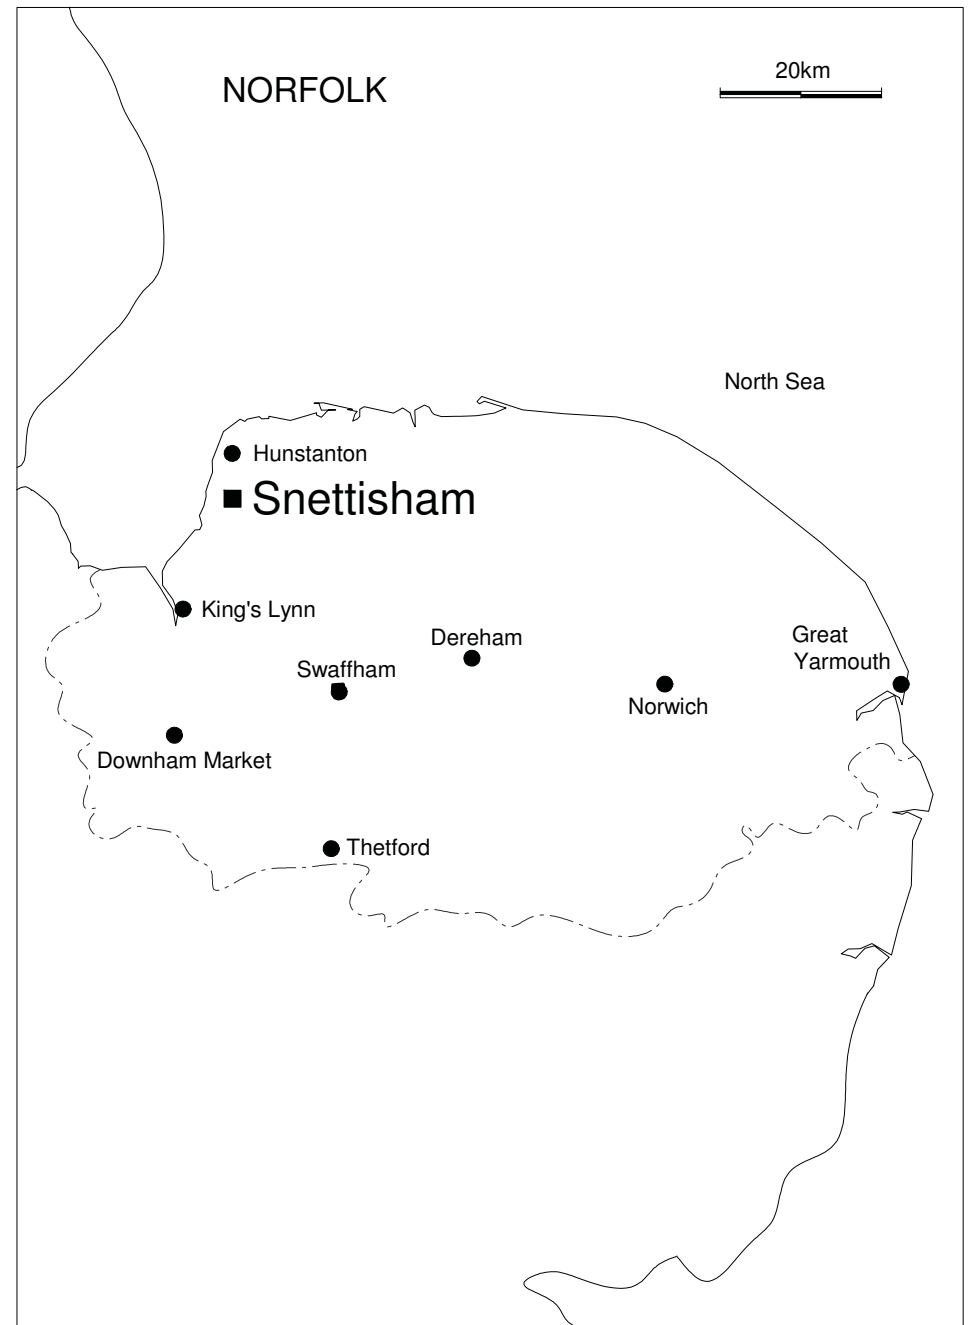 20km
NORFOLK
North Sea
Hunstanton
Snettisham
King's Lynn
Dereham
Great
Yarmouth
Swaffham
Norwich
Downham Market
Thetford